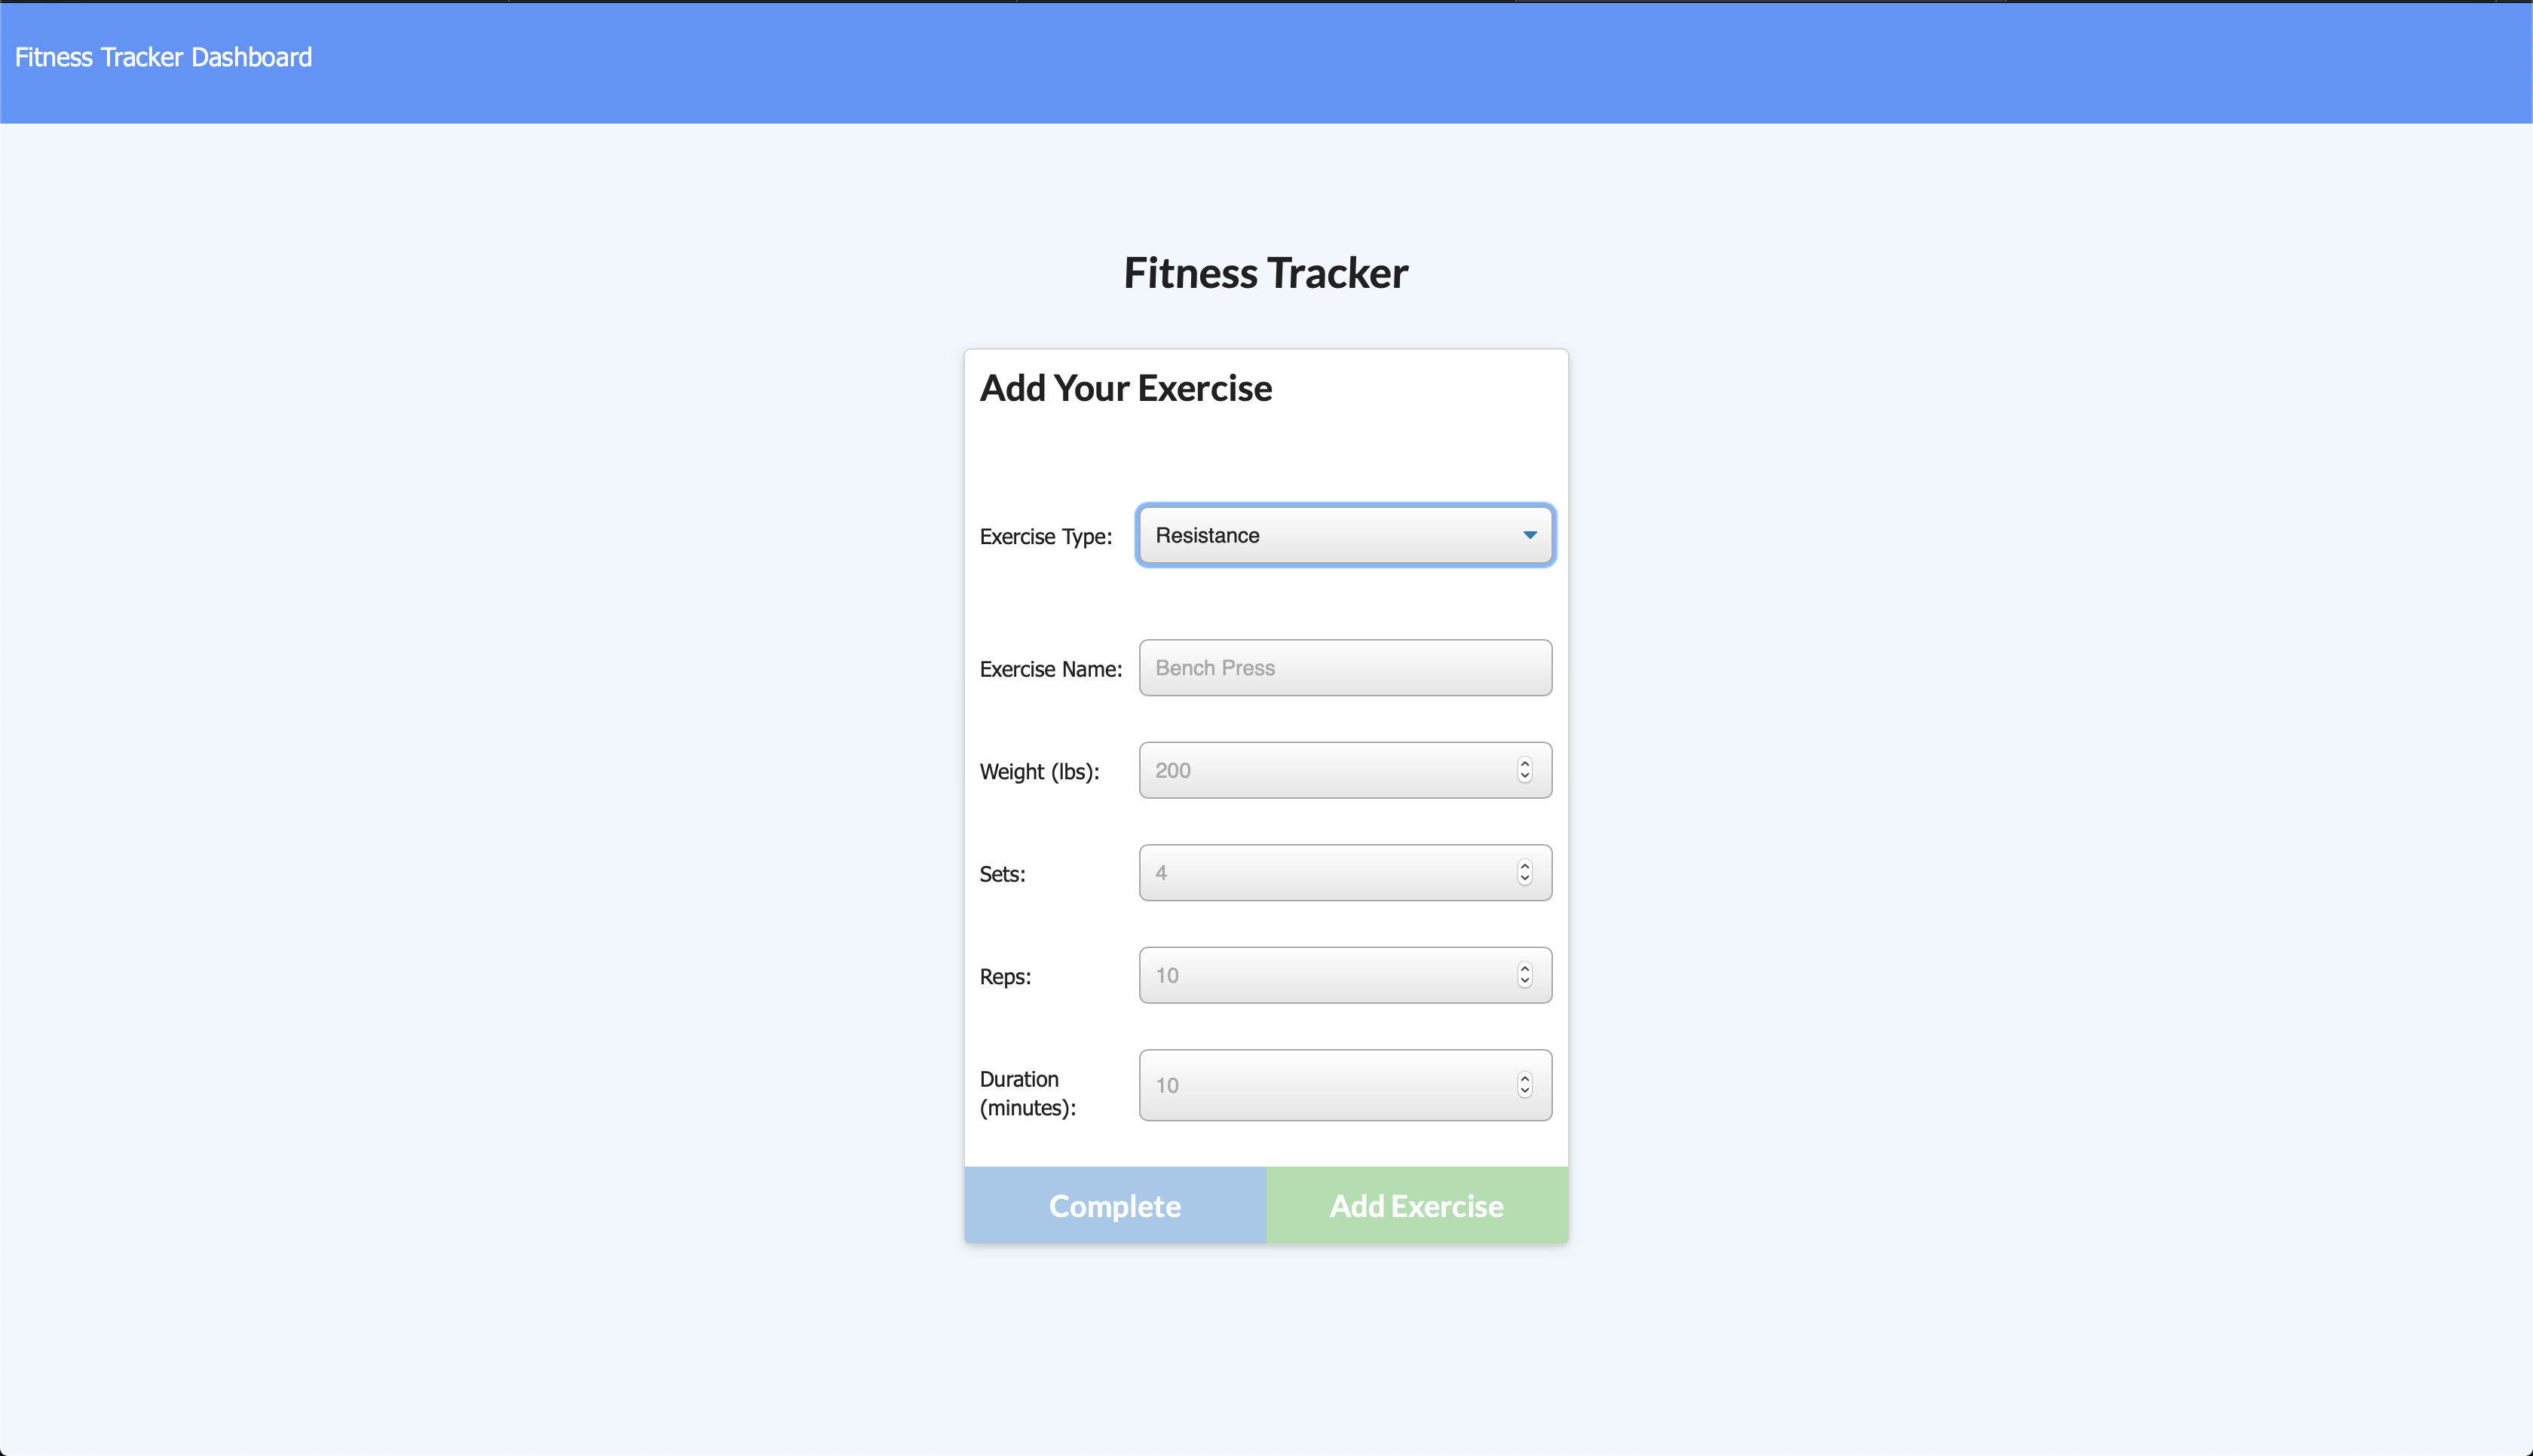 Fitness Tracker Dashboard
Fitness Tracker
Add Your Exercise
Exercise Type: Resistance
Exercise Name: Bench Press
Weight (lbs): 200
Sets: 4
Reps: 10
Duration
(minutes): 10
Complete Add Exercise